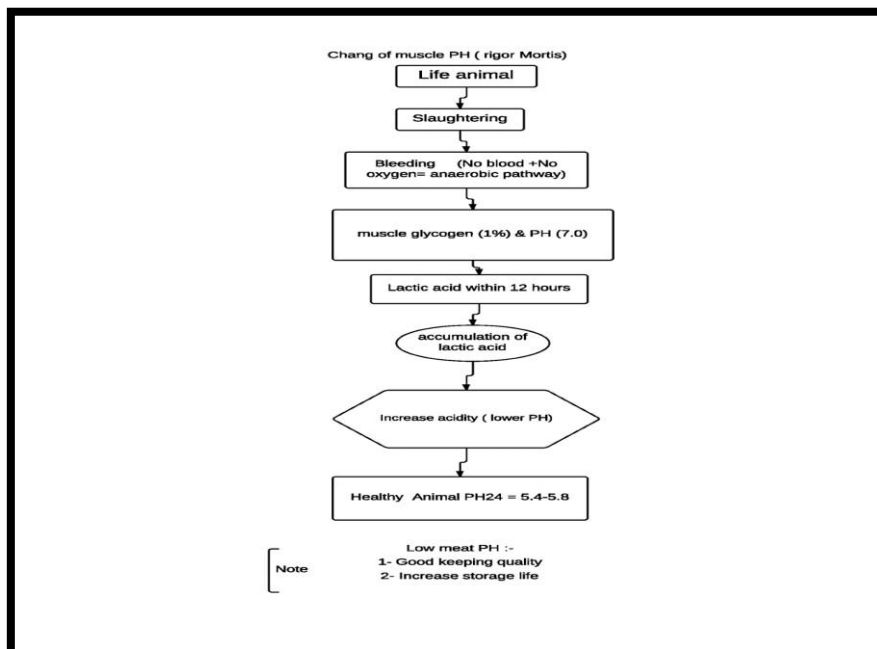 Chang of muscle PH ( rigor Mortis)
Life animal
Slaughtering
Bleeding (No blood +No
oxygen= anaerobic pathway)
muscle glycogen (1%) & PH (7.0)
Lactic acid within 12 hours
accumulation of
lactic acid
Increase acidity ( lower PH)
Healthy Animal PH24 = 5.4-5.8
Note
Low meat PH :-
1- Good keeping quality
2- Increase storage life